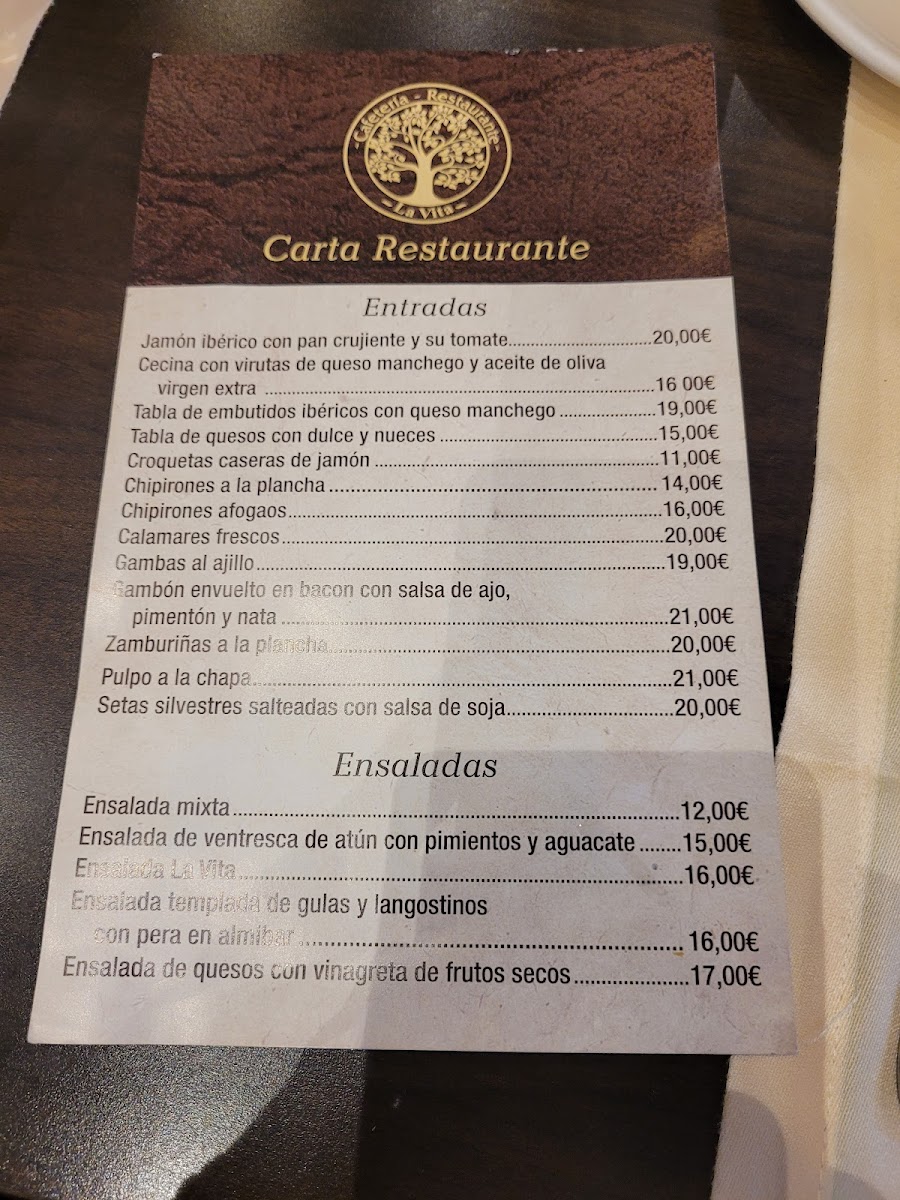 Cafetería - Restaurante
- La Vita -
Carta Restaurante
Entradas
Jamón ibérico con pan crujiente y su tomate..............................20,00€
Cecina con virutas de queso manchego y aceite de oliva
virgen extra ..............................16 00€
Tabla de embutidos ibéricos con queso manchego ....................19,00€
Tabla de quesos con dulce y nueces ..............................15,00€
Croquetas caseras de jamón ..............................11,00€
Chipirones a la plancha .............................. 14,00€
Chipirones afogaos..............................16,00€
Calamares frescos..............................20,00€
Gambas al ajillo..............................19,00€
Gambón envuelto en bacon con salsa de ajo,
pimentón y nata ..............................21,00€
Zamburiñas a la plancha..............................20,00€
Pulpo a la chapa..............................21,00€
Setas silvestres salteadas con salsa de soja..............................20,00€
Ensaladas
Ensalada mixta..............................12,00€
Ensalada de ventresca de atún con pimientos y aguacate ........15,00€
Ensalada La Vita..............................16,00€
Ensalada templada de gulas y langostinos
con pera en almíbar .............................. 16,00€
Ensalada de quesos con vinagreta de frutos secos ......................17,00€